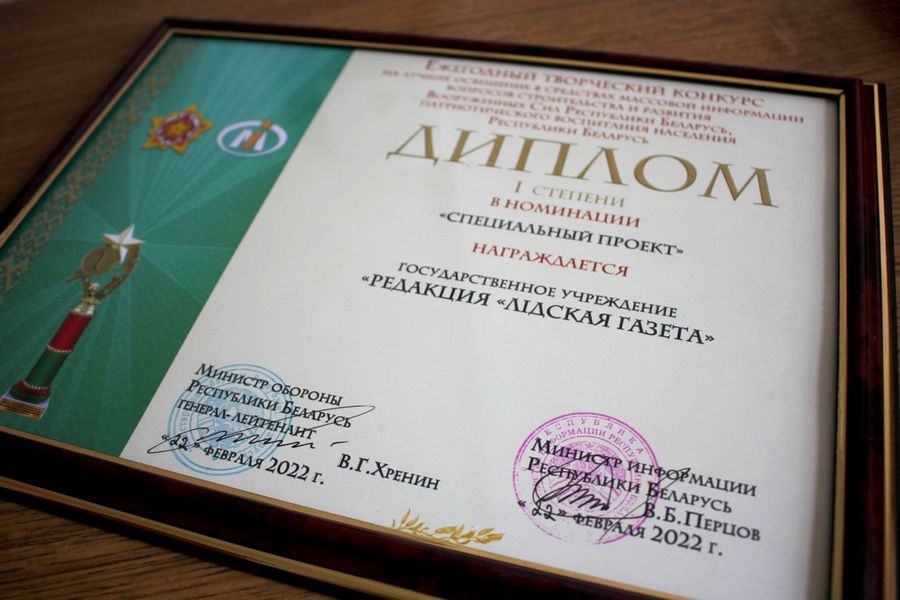 Ежегодный творческий конкурс
на лучшее освещение в средствах массовой информации
вопросов строительства и развития
Вооруженных Сил Республики Беларусь,
патриотического воспитания населения
Республики Беларусь
ДИПЛОМ
I СТЕПЕНИ
В НОМИНАЦИИ
«СПЕЦИАЛЬНЫЙ ПРОЕКТ»
НАГРАЖДАЕТСЯ
ГОСУДАРСТВЕННОЕ УЧРЕЖДЕНИЕ
«РЕДАКЦИЯ «ЛІДСКАЯ ГАЗЕТА»
Министр обороны
Республики Беларусь
генерал-лейтенант
В.Г.Хренин
«22» февраля 2022 г.
Министр информации
Республики Беларусь
В.Б.Перцов
«22» февраля 2022 г.